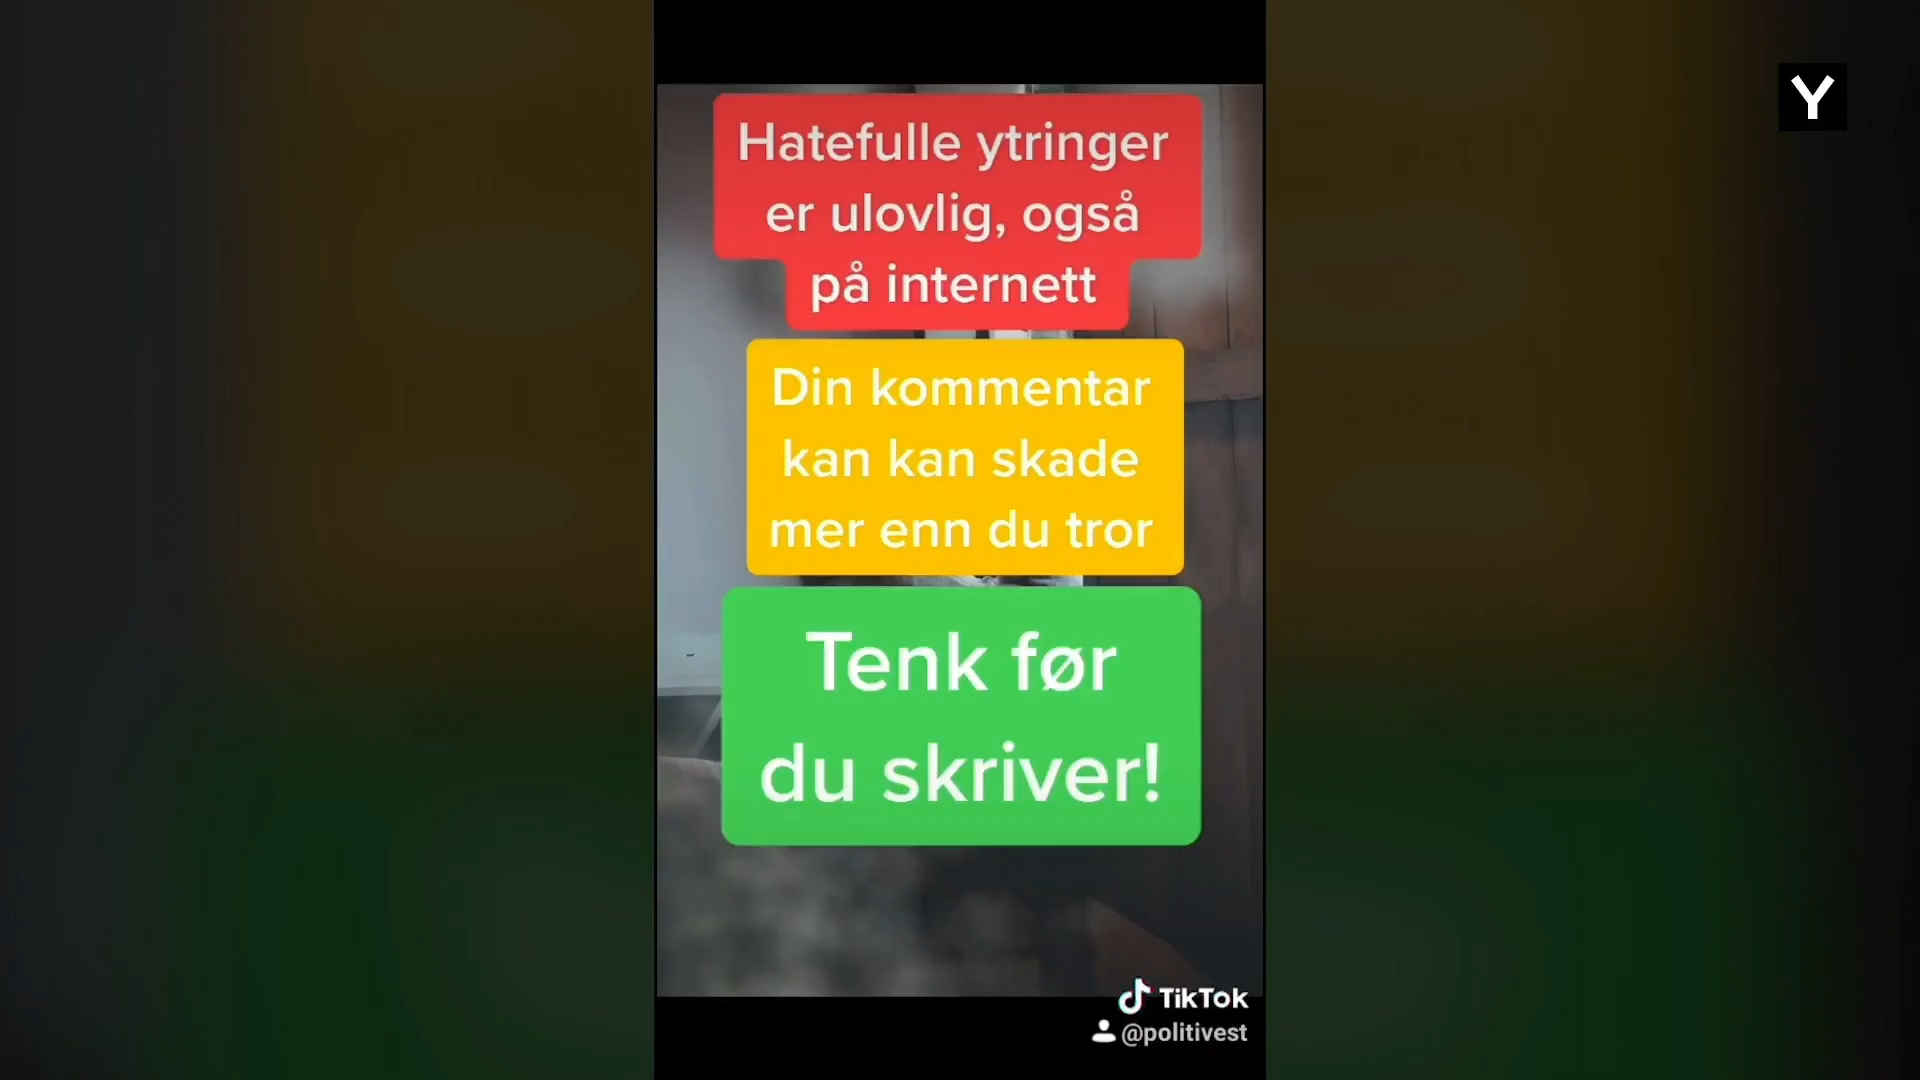 Y
Hatefulle ytringer
er ulovlig, også
på internett
Din kommentar
kan kan skade
mer enn du tror
Tenk før
du skriver!
TikTok
@politivest